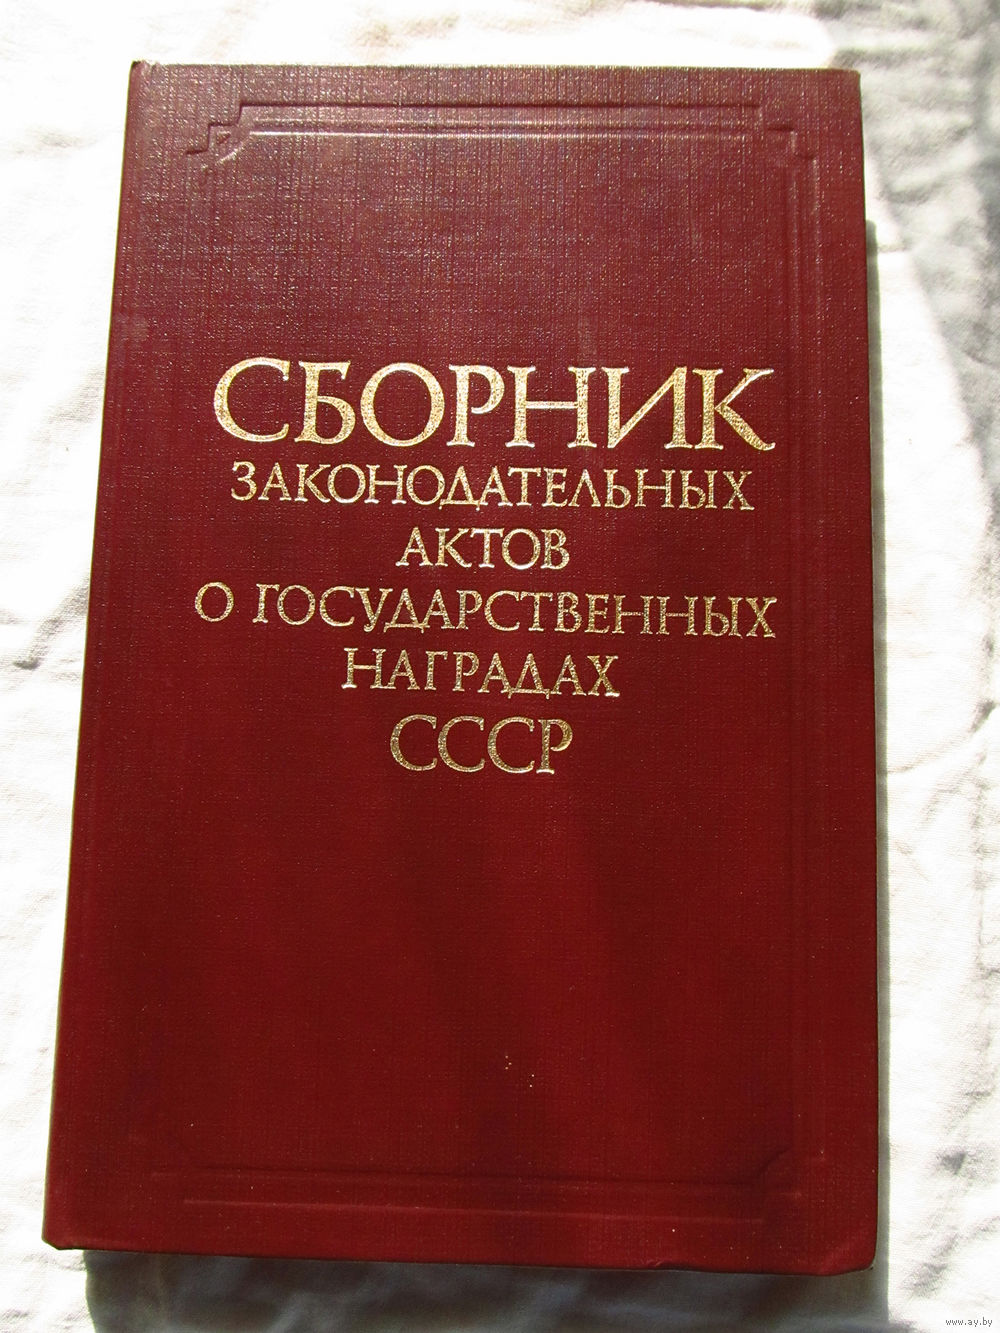 СБОРНИК
ЗАКОНОДАТЕЛЬНЫХ
АКТОВ
О ГОСУДАРСТВЕННЫХ
НАГРАДАХ
СССР
www.ay.by